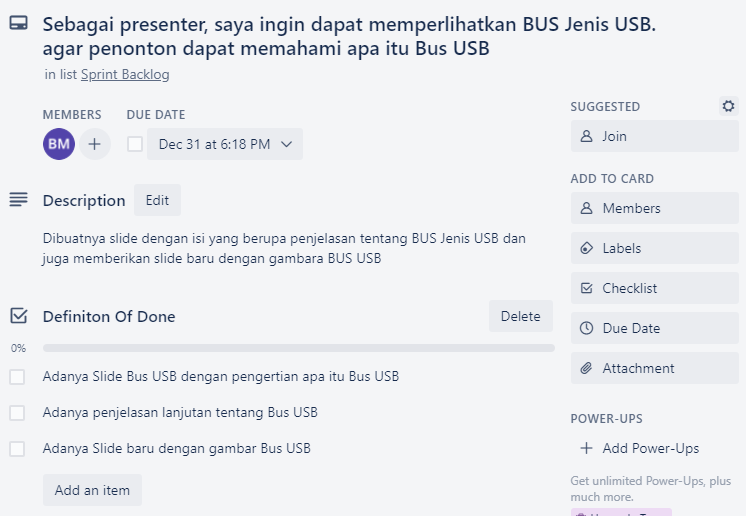 Sebagai presenter, saya ingin dapat memperlihatkan BUS Jenis USB.
agar penonton dapat memahami apa itu Bus USB
in list Sprint Backlog
MEMBERS
DUE DATE
BM
Dec 31 at 6:18 PM
Description
Edit
Dibuatnya slide dengan isi yang berupa penjelasan tentang BUS Jenis USB dan
juga memberikan slide baru dengan gambara BUS USB
Definiton Of Done
Delete
0%
Adanya Slide Bus USB dengan pengertian apa itu Bus USB
Adanya penjelasan lanjutan tentang Bus USB
Adanya Slide baru dengan gambar Bus USB
Add an item
SUGGESTED
Join
ADD TO CARD
Members
Labels
Checklist
Due Date
Attachment
POWER-UPS
Add Power-Ups
Get unlimited Power-Ups, plus
much more.